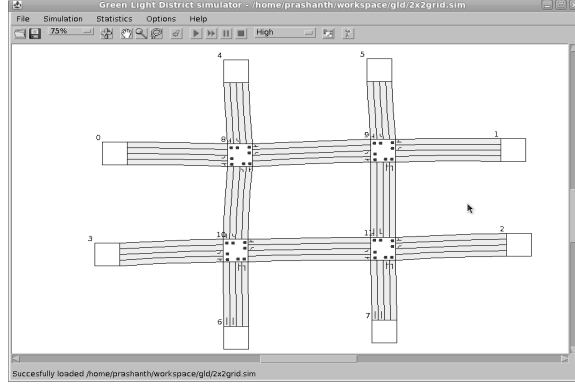 Green Light District simulator - /home/prashanth/workspace/gld/2x2grid.sim
File Simulation Statistics Options Help
75% High
4 5
0 8 9 1
3 10 11 2
6 7
Succesfully loaded /home/prashanth/workspace/gld/2x2grid.sim